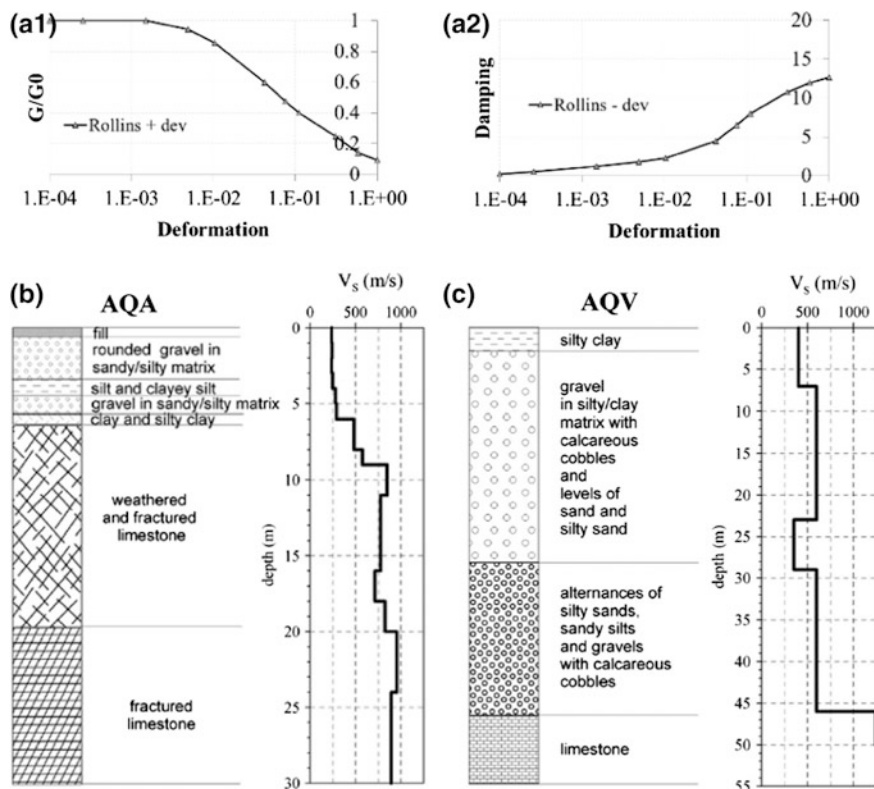 (a1)
1
0.8
0.6
0.4
0.2
0
G/G0
Rollins + dev
1.E-04
1.E-03
1.E-02
1.E-01
1.E+00
Deformation
(a2)
20
15
10
5
0
Damping
Rollins - dev
1.E-04
1.E-03
1.E-02
1.E-01
1.E+00
Deformation
(b)
AQA
fill
rounded gravel in
sandy/silty matrix
silt and clayey silt
gravel in sandy/silty matrix
clay and silty clay
weathered
and fractured
limestone
fractured
limestone
Vs (m/s)
0 500 1000
0
5
10
15
20
25
30
depth (m)
(c)
AQV
silty clay
gravel
in silty/clay
matrix with
calcareous
cobbles
and
levels of
sand and
silty sand
alternances of
silty sands,
sandy silts
and gravels
with calcareous
cobbles
limestone
Vs (m/s)
0 500 1000
0
5
10
15
20
25
30
35
40
45
50
55
depth (m)